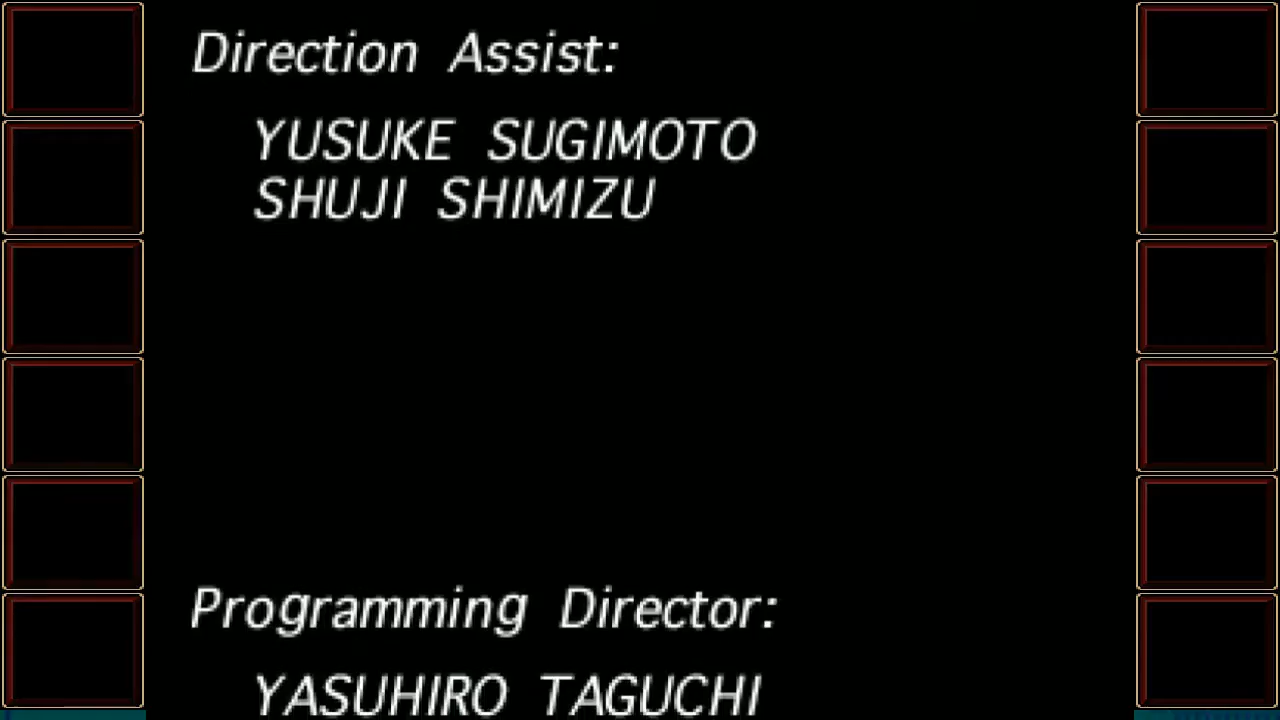 Direction Assist:
YUSUKE SUGIMOTO
SHUJI SHIMIZU
Programming Director:
YASUHIRO TAGUCHI